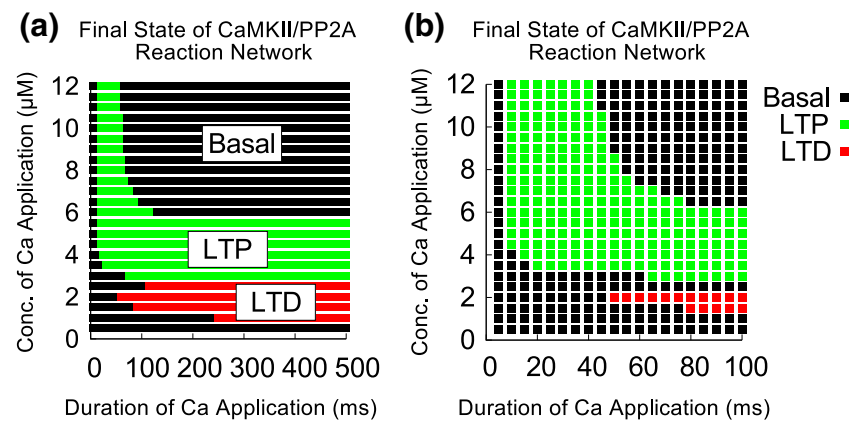 (a)
Final State of CaMKII/PP2A
Reaction Network
Conc. of Ca Application (μM)
12
10
8
6
4
2
0
Basal
LTP
LTD
0 100 200 300 400 500
Duration of Ca Application (ms)
(b)
Final State of CaMKII/PP2A
Reaction Network
Conc. of Ca Application (μM)
12
10
8
6
4
2
0
0 20 40 60 80 100
Duration of Ca Application (ms)
Basal
LTP
LTD